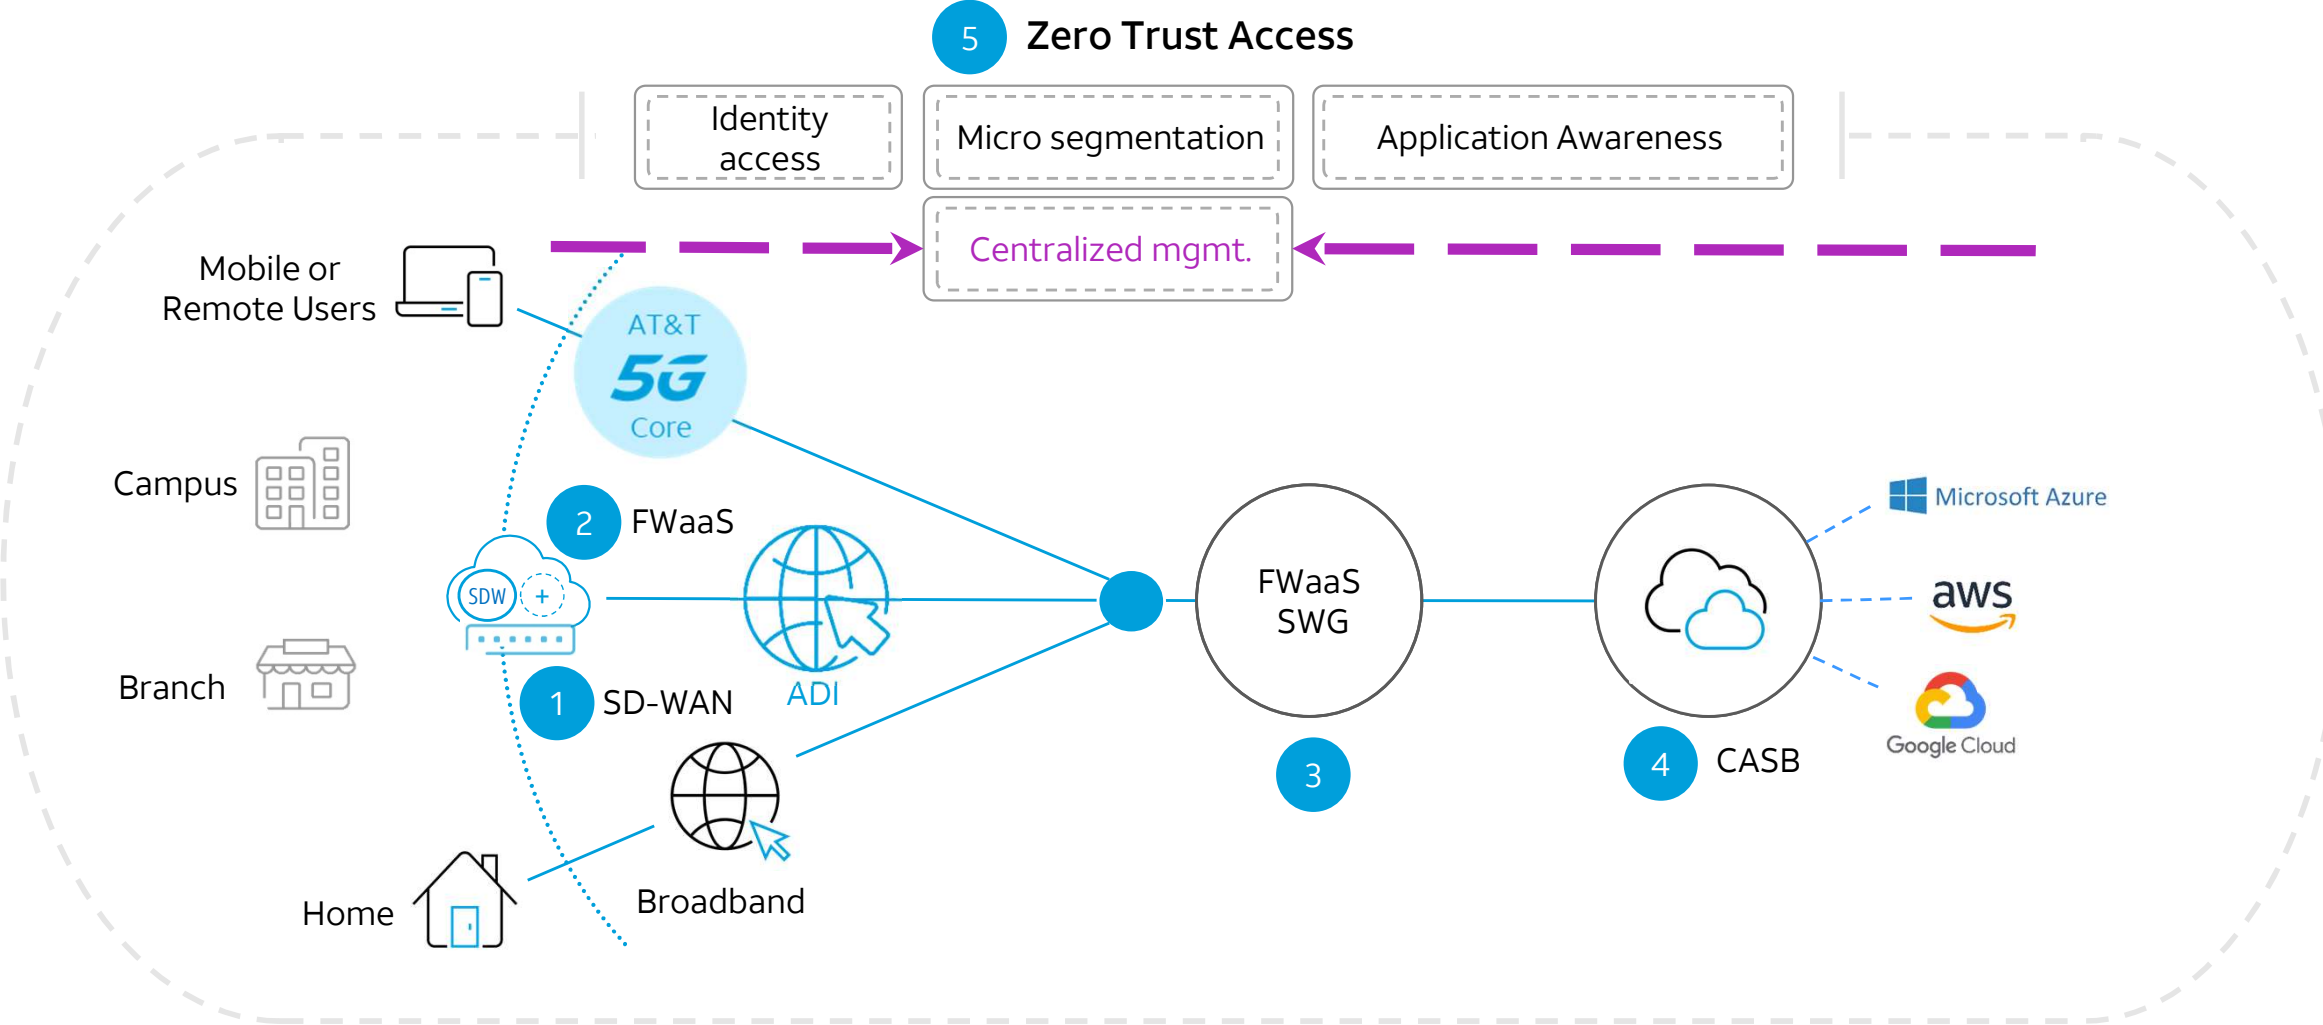 5 Zero Trust Access
Identity
access
Micro segmentation
Application Awareness
Centralized mgmt.
Mobile or
Remote Users
AT&T
5G
Core
Campus
2 FWaaS
SDW +
Branch
1 SD-WAN
ADI
Home
Broadband
FWaaS
SWG
3
4 CASB
Microsoft Azure
aws
Google Cloud